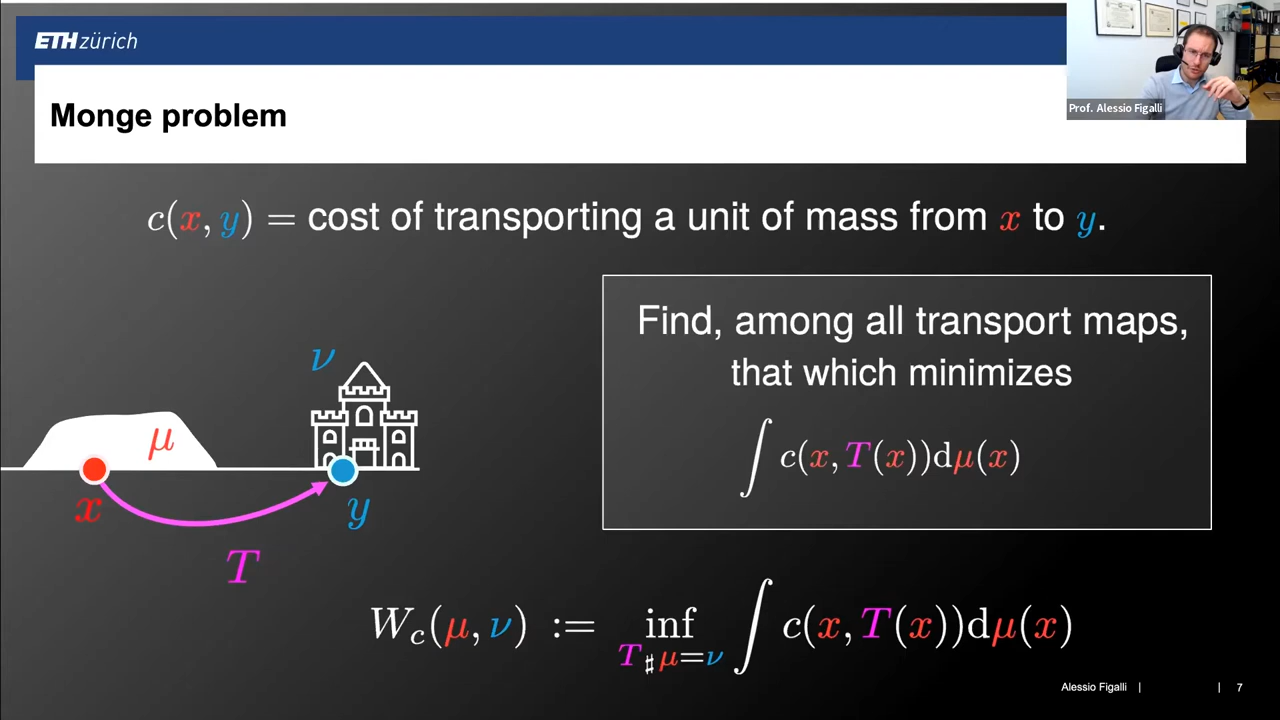 ETH zürich
Prof. Alessio Figalli
Monge problem
c(x, y) = cost of transporting a unit of mass from x to y.
Find, among all transport maps,
that which minimizes
∫ c(x, T(x))dμ(x)
ν
μ
x
y
T
W_c(μ, ν) := inf_{T_♯ μ=ν} ∫ c(x, T(x))dμ(x)
Alessio Figalli | | 7